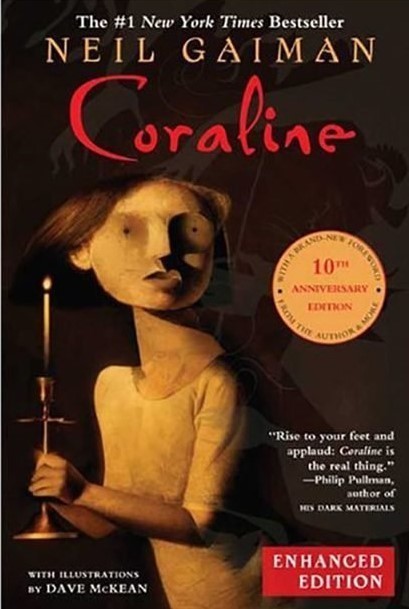 The #1 New York Times Bestseller
NEIL GAIMAN
Coraline
WITH A BRAND-NEW FOREWORD
10TH
ANNIVERSARY
EDITION
FROM THE AUTHOR & MORE
“Rise to your feet and
applaud: Coraline is
the real thing.”
—Philip Pullman,
author of
HIS DARK MATERIALS
WITH ILLUSTRATIONS
BY DAVE McKEAN
ENHANCED
EDITION